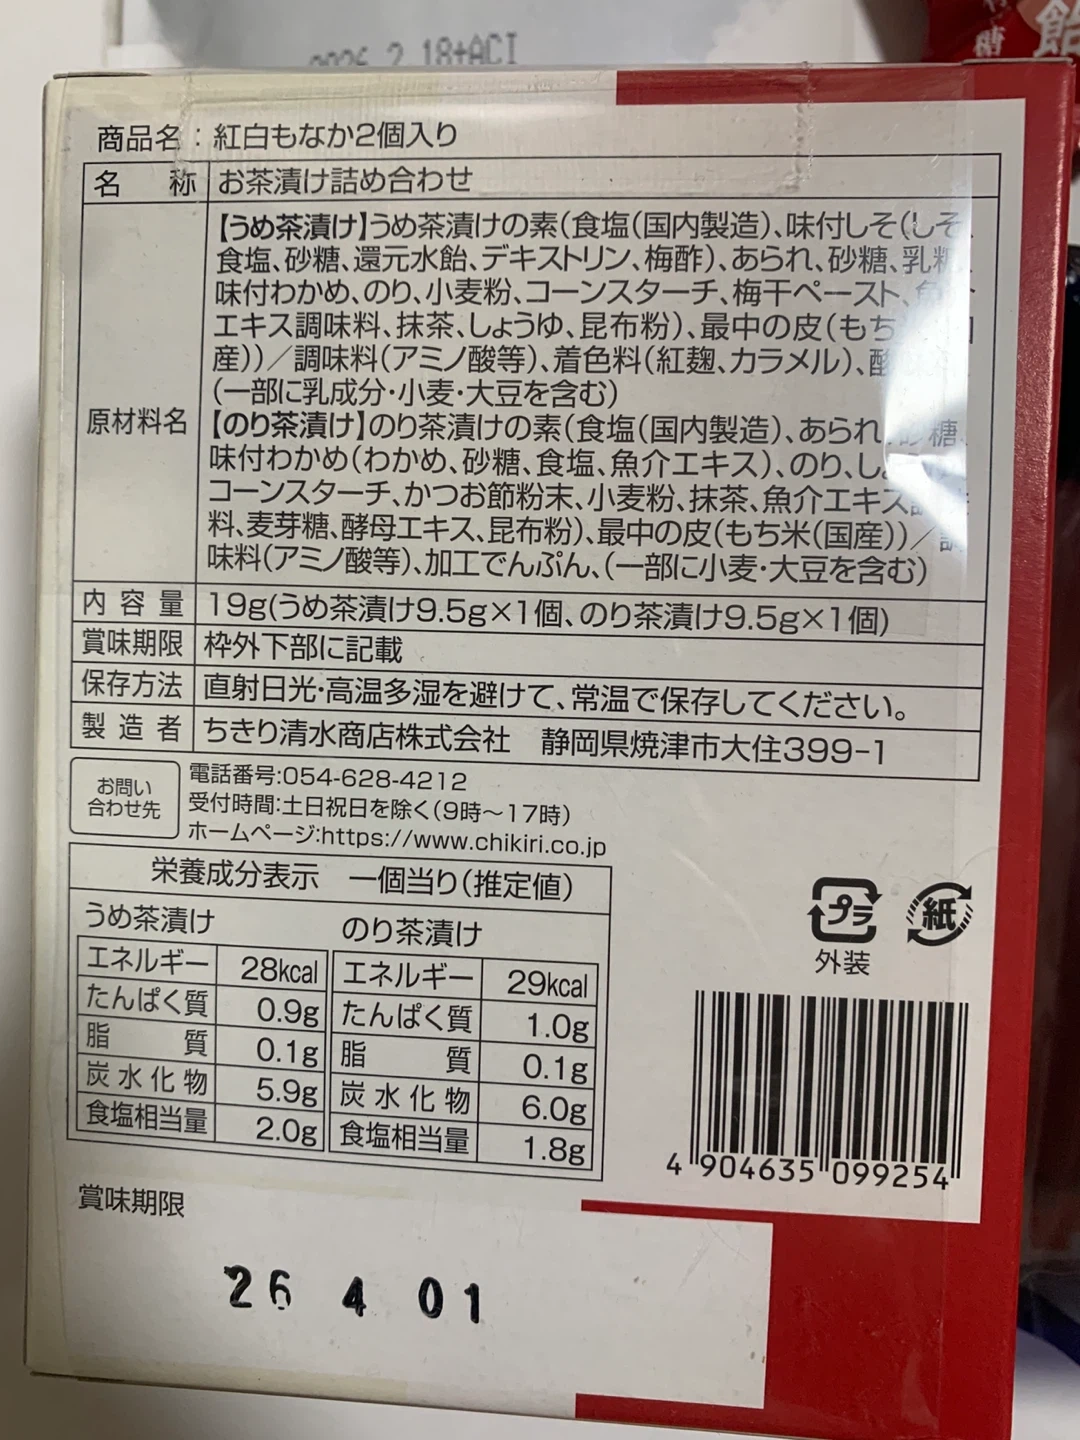 2026.2.18+ACI
糖
飴
商品名：紅白もなか2個入り
名 称 お茶漬け詰め合わせ
原材料名
【うめ茶漬け】うめ茶漬けの素（食塩（国内製造）、味付しそ（しそ、
食塩、砂糖、還元水飴、デキストリン、梅酢）、あられ、砂糖、乳糖、
味付わかめ、のり、小麦粉、コーンスターチ、梅干ペースト、
エキス調味料、抹茶、しょうゆ、昆布粉）、最中の皮（もち
産））／調味料（アミノ酸等）、着色料（紅麹、カラメル）、
（一部に乳成分・小麦・大豆を含む）
【のり茶漬け】のり茶漬けの素（食塩（国内製造）、あられ、砂糖、
味付わかめ（わかめ、砂糖、食塩、魚介エキス）、のり、
コーンスターチ、かつお節粉末、小麦粉、抹茶、魚介エキス
料、麦芽糖、酵母エキス、昆布粉）、最中の皮（もち米（国産））／調
味料（アミノ酸等）、加工でんぷん、（一部に小麦・大豆を含む）
内容量 19g(うめ茶漬け9.5g×1個、のり茶漬け9.5g×1個)
賞味期限 枠外下部に記載
保存方法 直射日光・高温多湿を避けて、常温で保存してください。
製造者 ちきり清水商店株式会社 静岡県焼津市大住399-1
お問い
合わせ先
電話番号:054-628-4212
受付時間:土日祝日を除く（9時〜17時）
ホームページ:https://www.chikiri.co.jp
栄養成分表示 一個当り（推定値）
うめ茶漬け
エネルギー 28kcal
たんぱく質 0.9g
脂質 0.1g
炭水化物 5.9g
食塩相当量 2.0g
のり茶漬け
エネルギー 29kcal
たんぱく質 1.0g
脂質 0.1g
炭水化物 6.0g
食塩相当量 1.8g
プラ
外装
紙
4 904635 099254
賞味期限
26 4 01